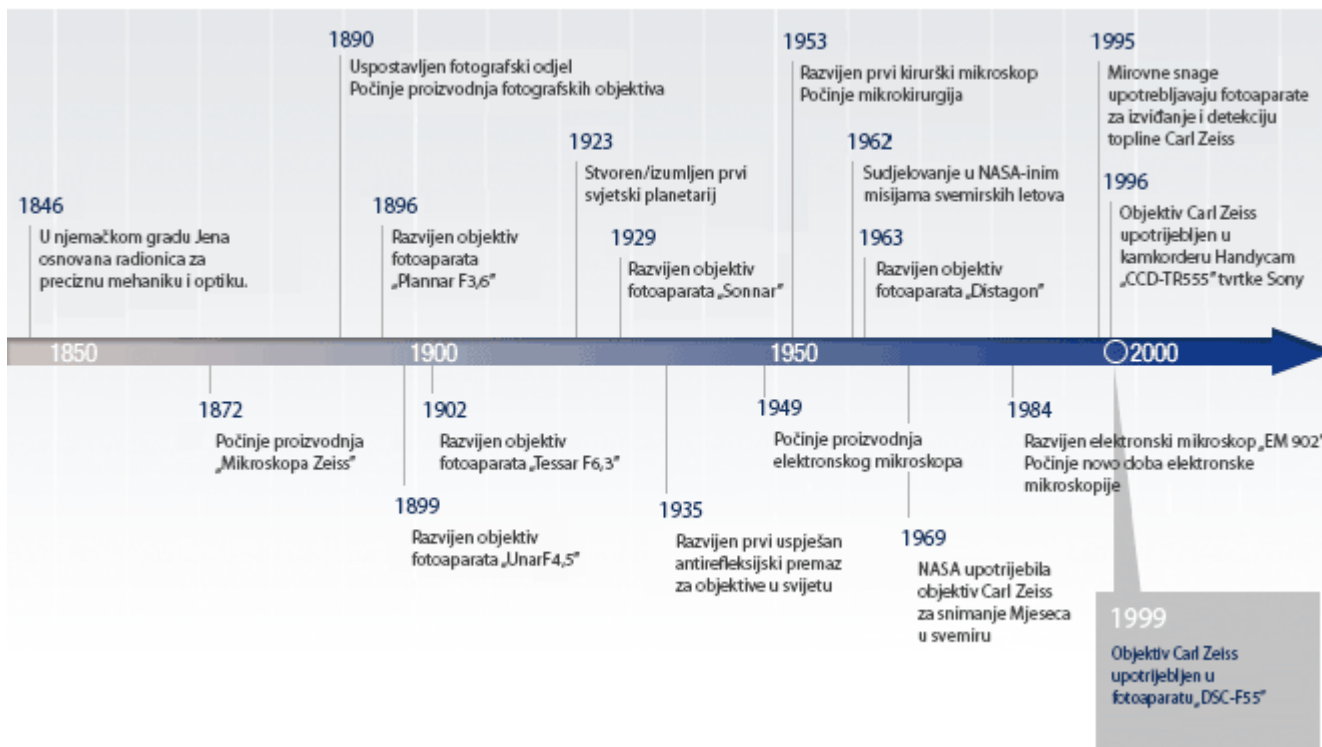 1890
Uspostavljen fotografski odjel
Počinje proizvodnja fotografskih objektiva
1953
Razvijen prvi kirurški mikroskop
Počinje mikrokirurgija
1995
Mirovne snage
upotrebljavaju fotoaparate
za izviđanje i detekciju
topline Carl Zeiss
1923
Stvoren/izumljen prvi
svjetski planetarij
1962
Sudjelovanje u NASA-inim
misijama svemirskih letova
1846
U njemačkom gradu Jena
osnovana radionica za
preciznu mehaniku i optiku.
1896
Razvijen objektiv
fotoaparata
„Plannar F3,6”
1929
Razvijen objektiv
fotoaparata „Sonnar”
1963
Razvijen objektiv
fotoaparata „Distagon”
1996
Objektiv Carl Zeiss
upotrijebljen u
kamkorderu Handycam
„CCD-TR555” tvrtke Sony
1850
1900
1950
2000
1872
Počinje proizvodnja
„Mikroskopa Zeiss”
1902
Razvijen objektiv
fotoaparata „Tessar F6,3”
1949
Počinje proizvodnja
elektronskog mikroskopa
1984
Razvijen elektronski mikroskop „EM 902”
Počinje novo doba elektronske
mikroskopije
1899
Razvijen objektiv
fotoaparata „UnarF4,5”
1935
Razvijen prvi uspješan
antirefleksijski premaz
za objektive u svijetu
1969
NASA upotrijebila
objektiv Carl Zeiss
za snimanje Mjeseca
u svemiru
1999
Objektiv Carl Zeiss
upotrijebljen u
fotoaparatu „DSC-F55”